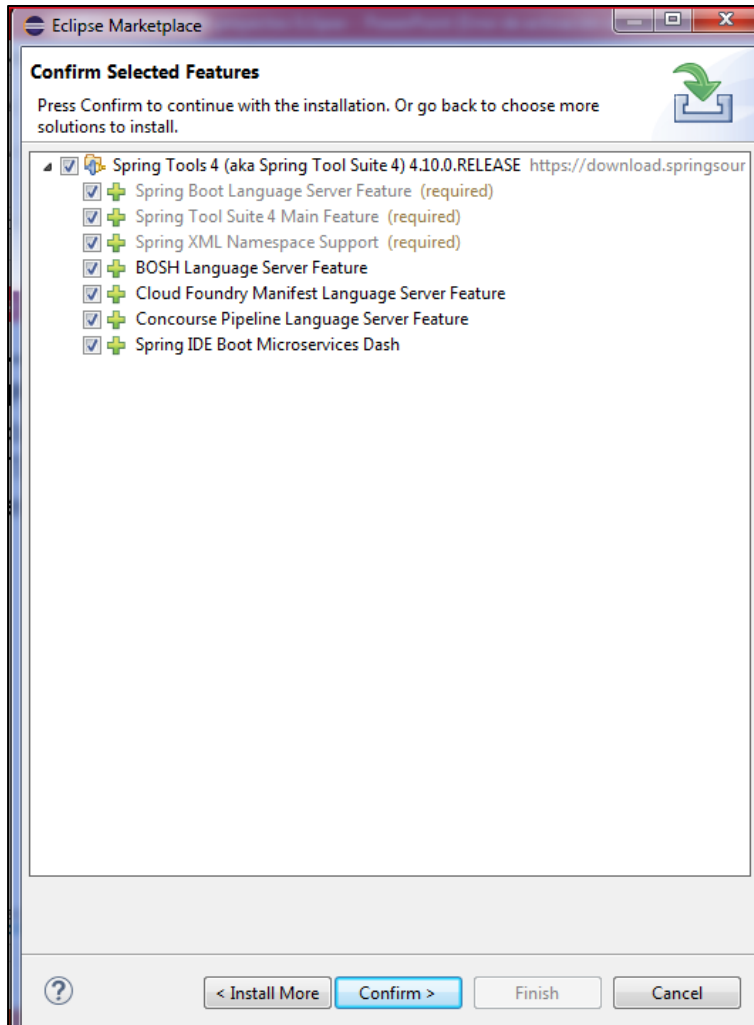 Eclipse Marketplace
Confirm Selected Features
Press Confirm to continue with the installation. Or go back to choose more
solutions to install.
Spring Tools 4 (aka Spring Tool Suite 4) 4.10.0.RELEASE https://download.springsour
Spring Boot Language Server Feature (required)
Spring Tool Suite 4 Main Feature (required)
Spring XML Namespace Support (required)
BOSH Language Server Feature
Cloud Foundry Manifest Language Server Feature
Concourse Pipeline Language Server Feature
Spring IDE Boot Microservices Dash
? < Install More Confirm > Finish Cancel